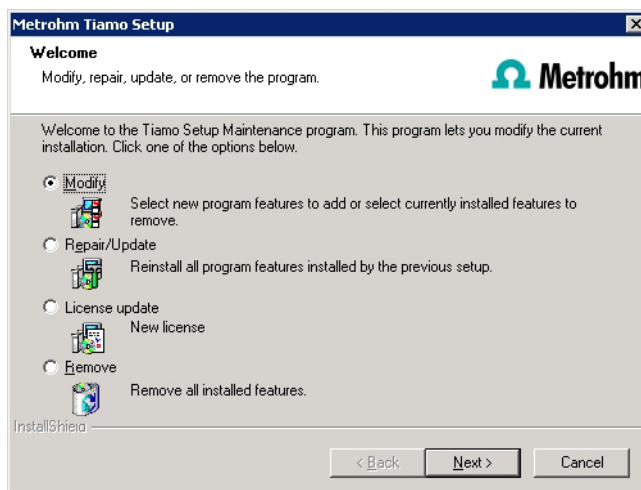 Metrohm Tiamo Setup
Welcome
Modify, repair, update, or remove the program.
Metrohm
Welcome to the Tiamo Setup Maintenance program. This program lets you modify the current
installation. Click one of the options below.
Modify
Select new program features to add or select currently installed features to
remove.
Repair/Update
Reinstall all program features installed by the previous setup.
License update
New license
Remove
Remove all installed features.
InstallShield
< Back
Next >
Cancel